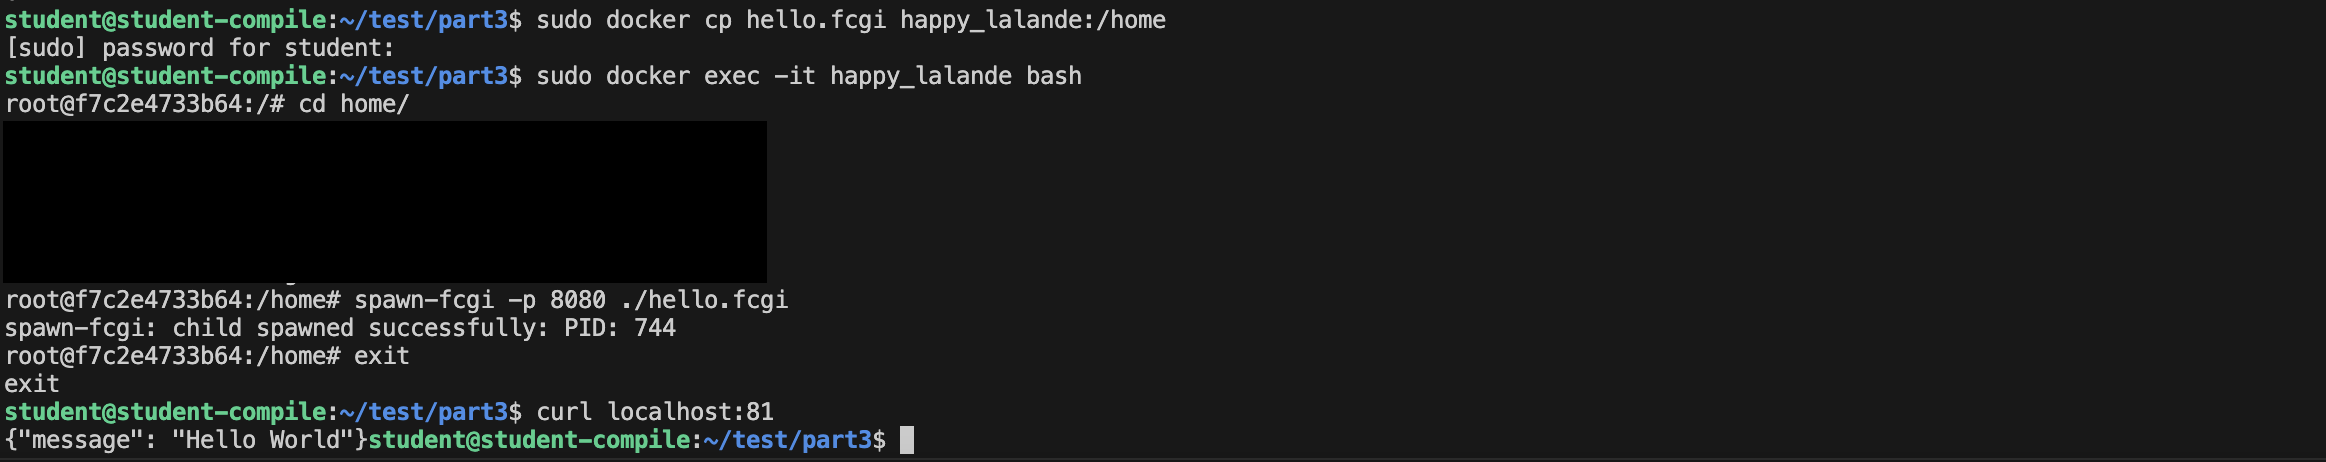 student@student-compile:~/test/part3$ sudo docker cp hello.fcgi happy_lalande:/home
[sudo] password for student:
student@student-compile:~/test/part3$ sudo docker exec -it happy_lalande bash
root@f7c2e4733b64:/# cd home/
root@f7c2e4733b64:/home# spawn-fcgi -p 8080 ./hello.fcgi
spawn-fcgi: child spawned successfully: PID: 744
root@f7c2e4733b64:/home# exit
exit
student@student-compile:~/test/part3$ curl localhost:81
{"message": "Hello World"}student@student-compile:~/test/part3$